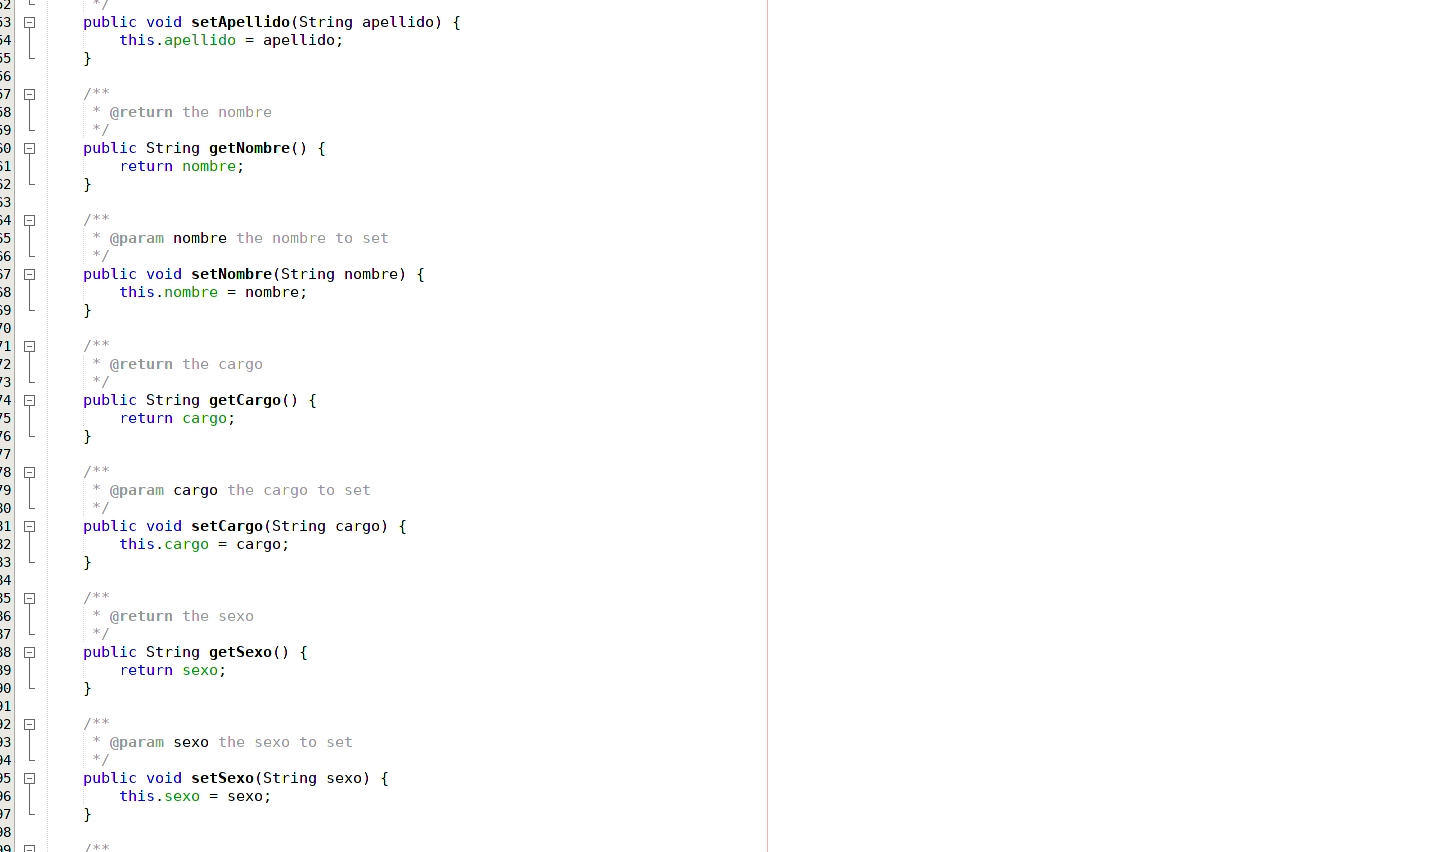 52 */
53 public void setApellido(String apellido) {
54 this.apellido = apellido;
55 }
56
57 /**
58 * @return the nombre
59 */
60 public String getNombre() {
61 return nombre;
62 }
63
64 /**
65 * @param nombre the nombre to set
66 */
67 public void setNombre(String nombre) {
68 this.nombre = nombre;
69 }
70
71 /**
72 * @return the cargo
73 */
74 public String getCargo() {
75 return cargo;
76 }
77
78 /**
79 * @param cargo the cargo to set
80 */
81 public void setCargo(String cargo) {
82 this.cargo = cargo;
83 }
84
85 /**
86 * @return the sexo
87 */
88 public String getSexo() {
89 return sexo;
90 }
91
92 /**
93 * @param sexo the sexo to set
94 */
95 public void setSexo(String sexo) {
96 this.sexo = sexo;
97 }
98
99 /**